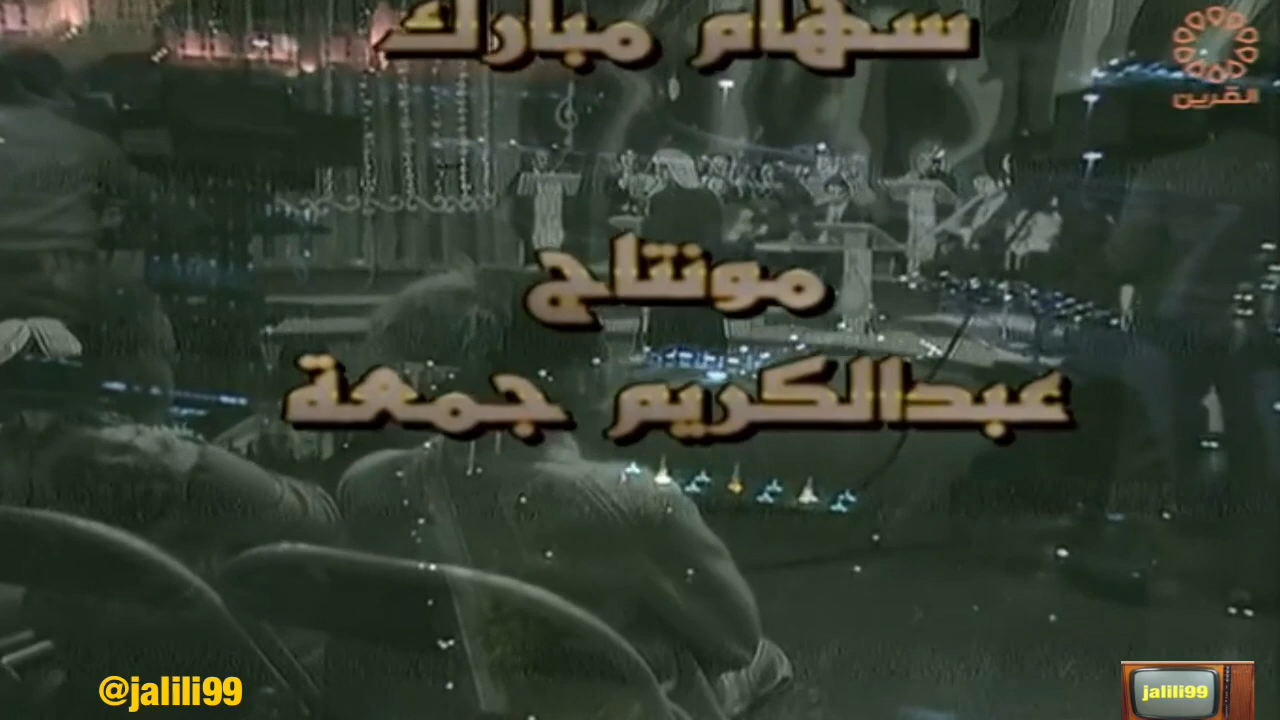 سهام مبارك
القرين
مونتاج
عبدالكريم جمعة
@jalili99
jalili99